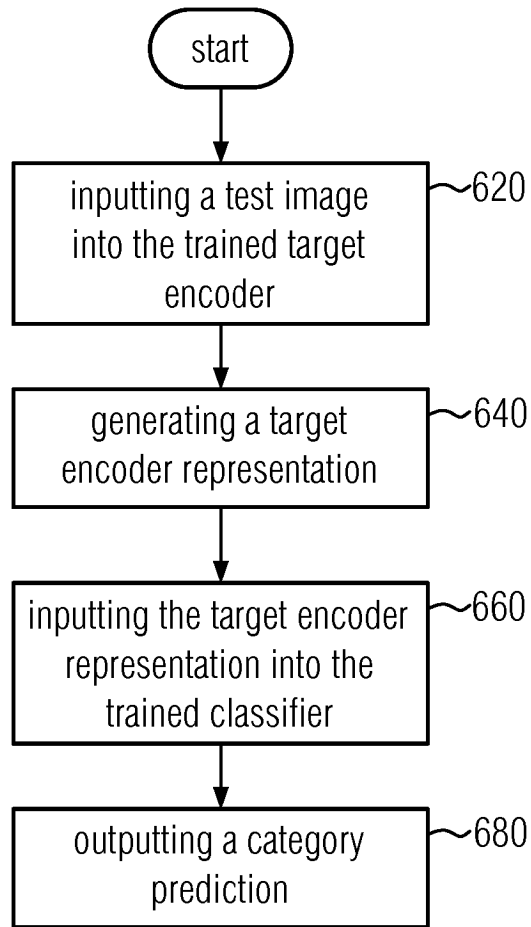 start
inputting a test image
into the trained target
encoder
620
generating a target
encoder representation
640
inputting the target encoder
representation into the
trained classifier
660
outputting a category
prediction
680